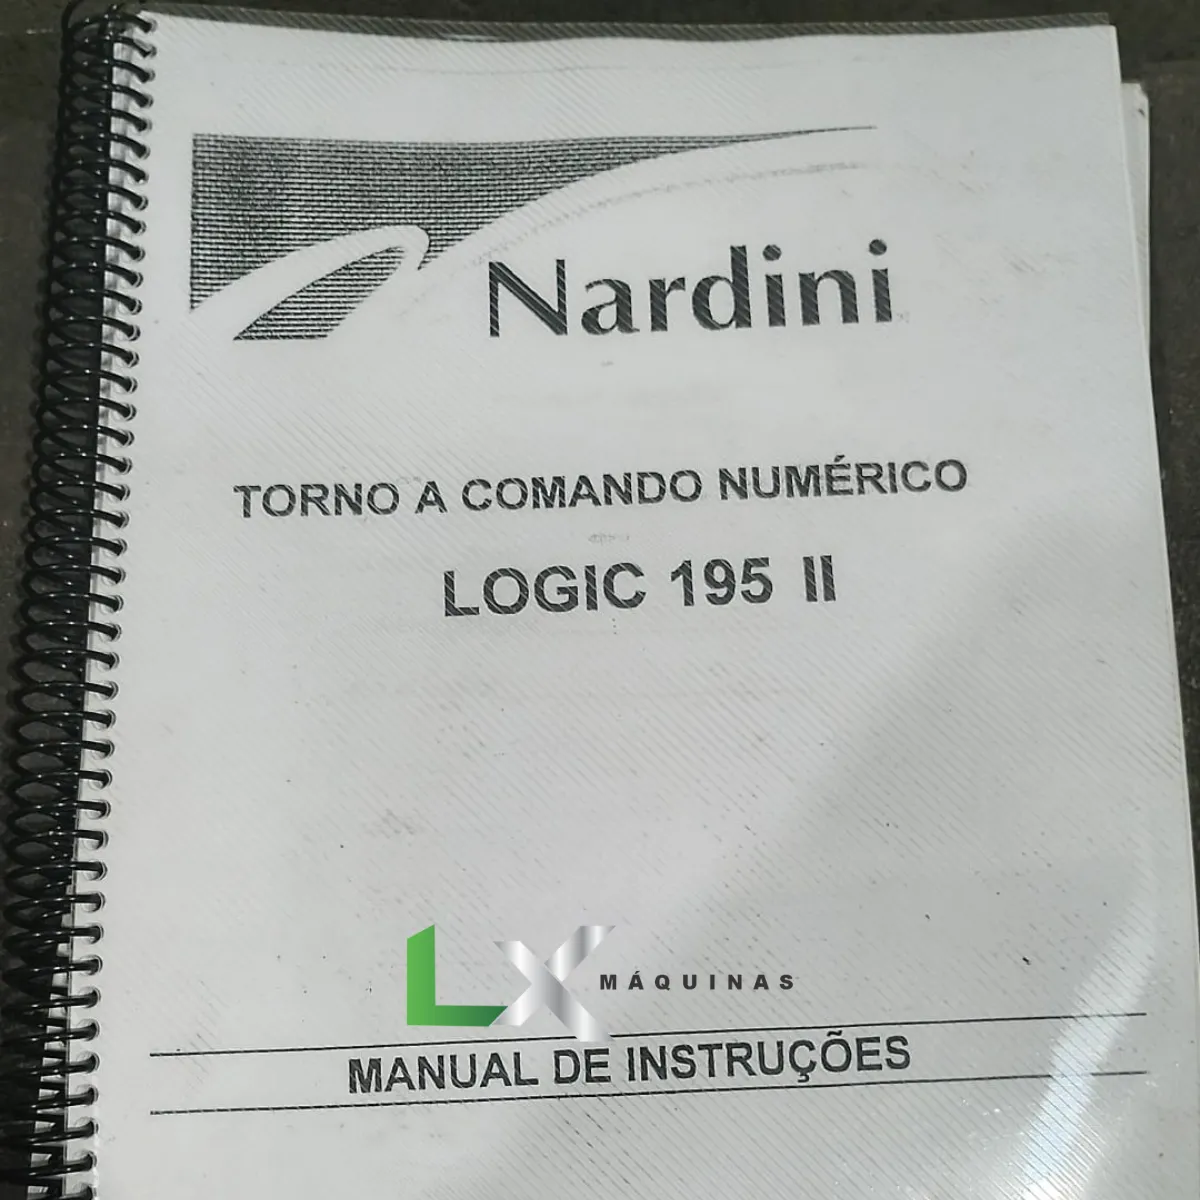 Nardini
TORNO A COMANDO NUMÉRICO
LOGIC 195 II
LX MÁQUINAS
MANUAL DE INSTRUÇÕES